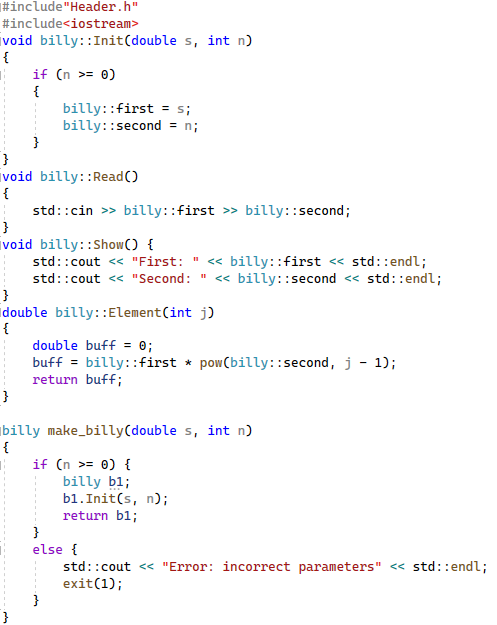 #include"Header.h"
#include<iostream>
void billy::Init(double s, int n)
{
    if (n >= 0)
    {
        billy::first = s;
        billy::second = n;
    }
}
void billy::Read()
{
    std::cin >> billy::first >> billy::second;
}
void billy::Show() {
    std::cout << "First: " << billy::first << std::endl;
    std::cout << "Second: " << billy::second << std::endl;
}
double billy::Element(int j)
{
    double buff = 0;
    buff = billy::first * pow(billy::second, j - 1);
    return buff;
}

billy make_billy(double s, int n)
{
    if (n >= 0) {
        billy b1;
        b1.Init(s, n);
        return b1;
    }
    else {
        std::cout << "Error: incorrect parameters" << std::endl;
        exit(1);
    }
}